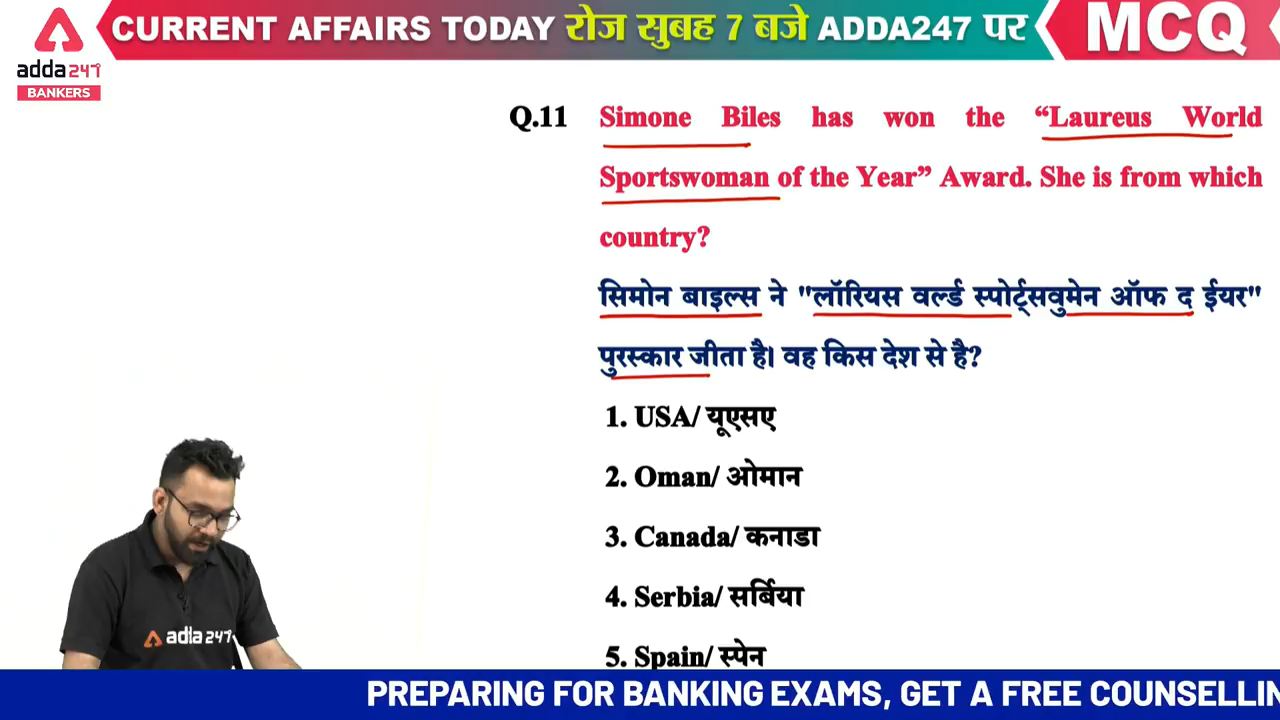 CURRENT AFFAIRS TODAY रोज सुबह 7 बजे ADDA247 पर
MCQ
adda247
BANKERS
Q.11 Simone Biles has won the “Laureus World
Sportswoman of the Year” Award. She is from which
country?
सिमोन बाइल्स ने "लॉरियस वर्ल्ड स्पोर्ट्सवुमेन ऑफ द ईयर"
पुरस्कार जीता है। वह किस देश से है?
1. USA/ यूएसए
2. Oman/ ओमान
3. Canada/ कनाडा
4. Serbia/ सर्बिया
5. Spain/ स्पेन
adda247
PREPARING FOR BANKING EXAMS, GET A FREE COUNSELLIN